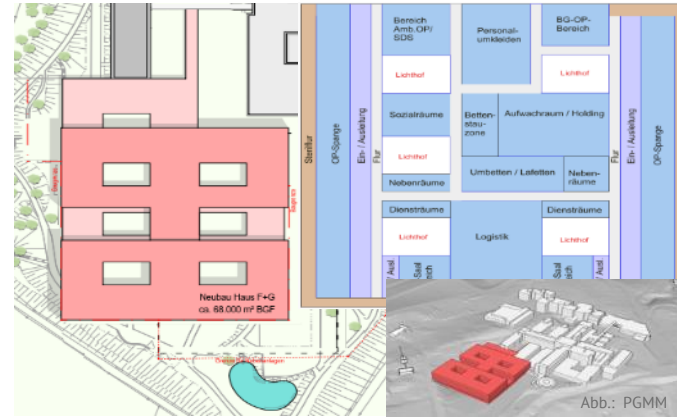 Neubau Haus F+G
ca. 68.000 m² BGF
Bereich
Amb.OP/
SDS
Personal-
umkleiden
BG-OP-
Bereich
Lichthof
Lichthof
Sterilflur
OP-Spange
Ein- / Ausleitung
Flur
Sozialräume
Betten-
stau-
zone
Aufwachraum / Holding
Lichthof
Nebenräume
Umbetten / Lafetten
Neben-
räume
Flur
Ein- / Ausleitung
OP-Spange
Diensträume
Diensträume
Lichthof
Logistik
Lichthof
Abb.: PGMM